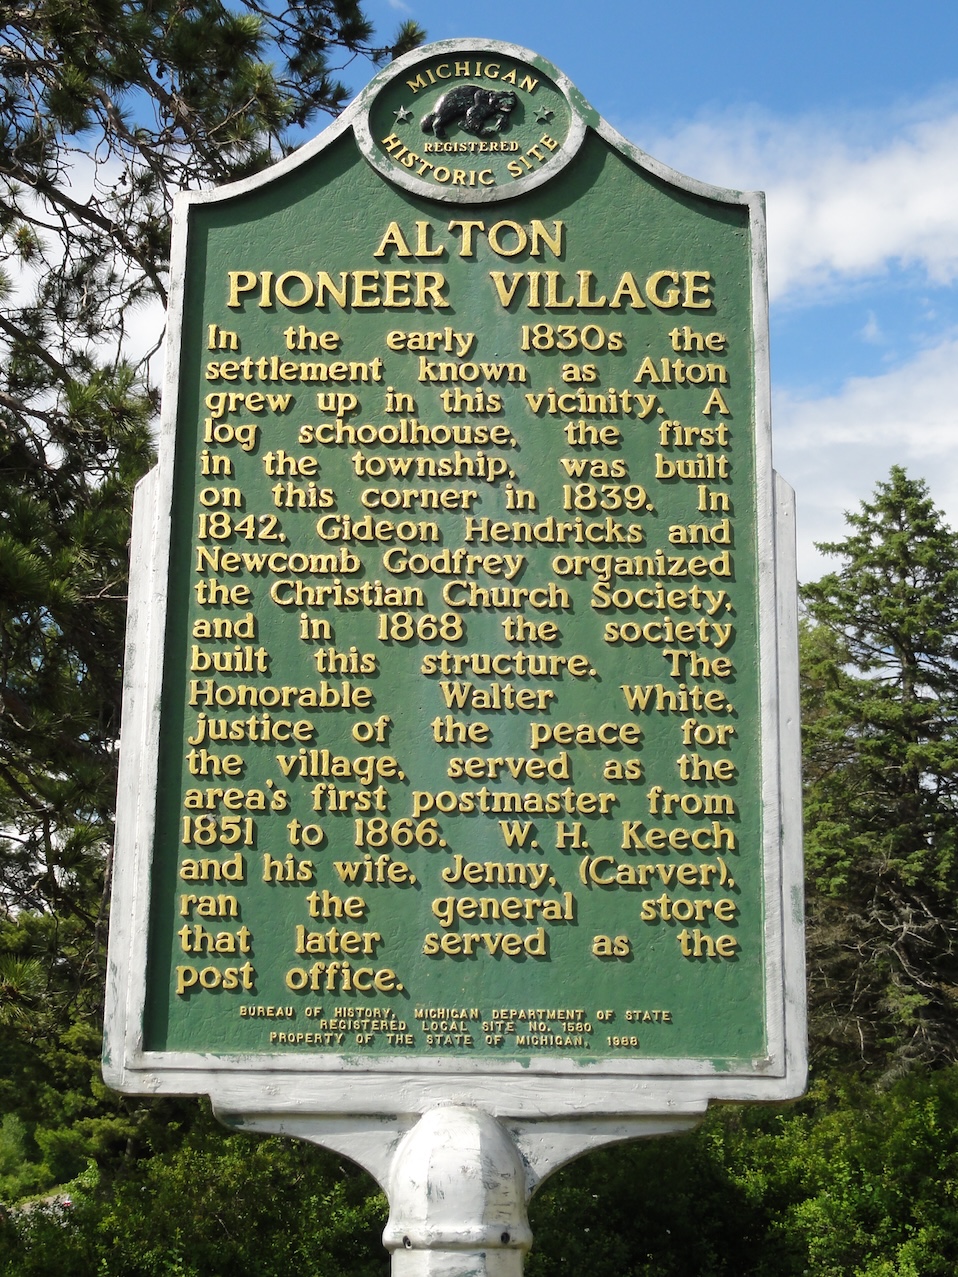 MICHIGAN
REGISTERED
HISTORIC SITE
ALTON
PIONEER VILLAGE
In the early 1830s the
settlement known as Alton
grew up in this vicinity. A
log schoolhouse, the first
in the township, was built
on this corner in 1839. In
1842, Gideon Hendricks and
Newcomb Godfrey organized
the Christian Church Society,
and in 1868 the society
built this structure. The
Honorable Walter White,
justice of the peace for
the village, served as the
area's first postmaster from
1851 to 1866. W. H. Keech
and his wife, Jenny, (Carver),
ran the general store
that later served as the
post office.
BUREAU OF HISTORY, MICHIGAN DEPARTMENT OF STATE
REGISTERED LOCAL SITE NO. 1580
PROPERTY OF THE STATE OF MICHIGAN, 1988